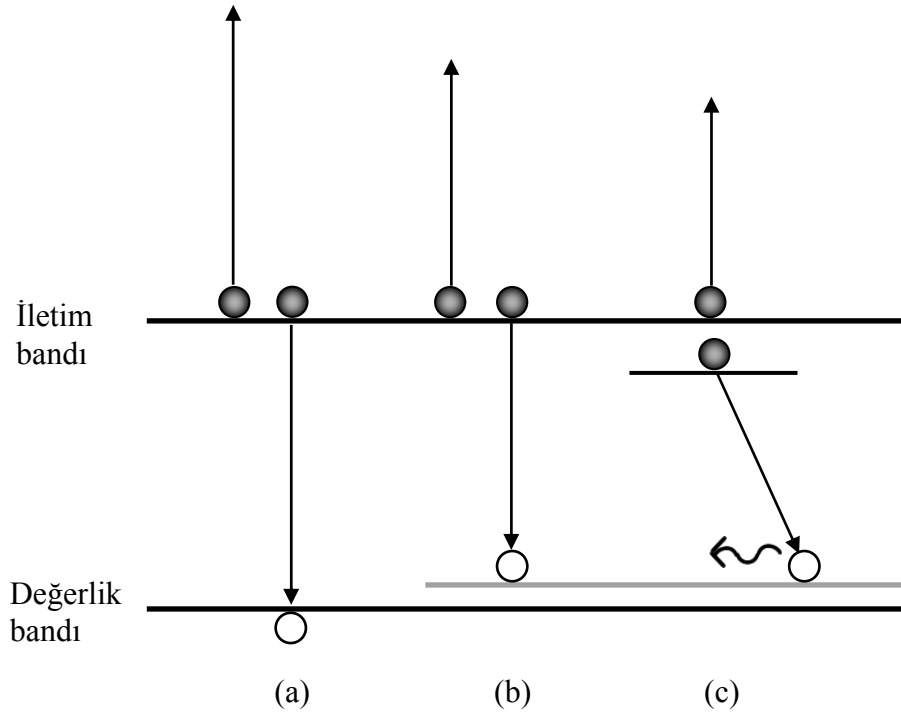 İletim
bandı
Değerlik
bandı
(a)
(b)
(c)